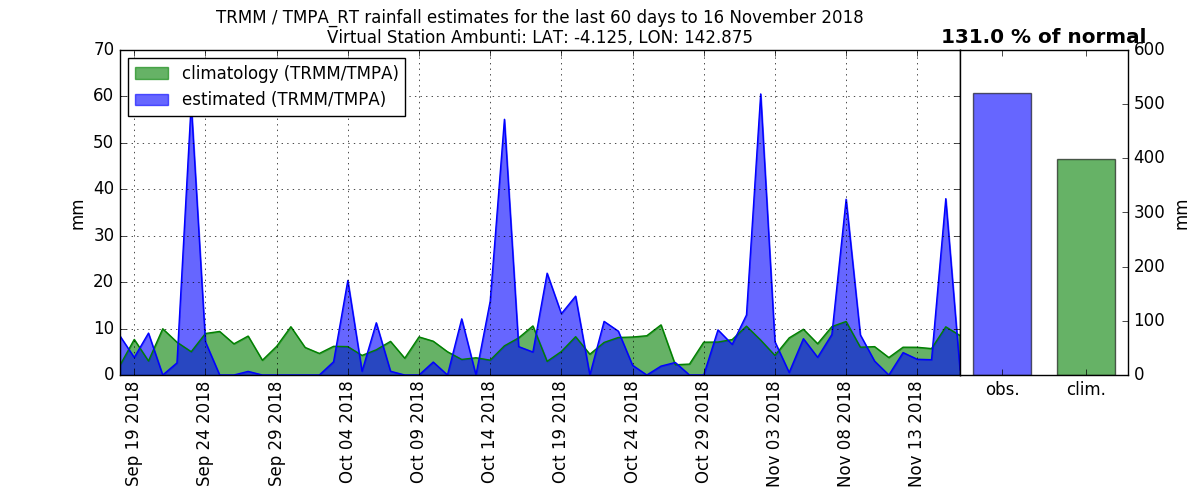 TRMM / TMPA_RT rainfall estimates for the last 60 days to 16 November 2018
Virtual Station Ambunti: LAT: -4.125, LON: 142.875
131.0 % of normal
climatology (TRMM/TMPA)
estimated (TRMM/TMPA)
70
60
50
40
30
20
10
0
mm
600
500
400
300
200
100
0
mm
Sep 19 2018
Sep 24 2018
Sep 29 2018
Oct 04 2018
Oct 09 2018
Oct 14 2018
Oct 19 2018
Oct 24 2018
Oct 29 2018
Nov 03 2018
Nov 08 2018
Nov 13 2018
obs.
clim.